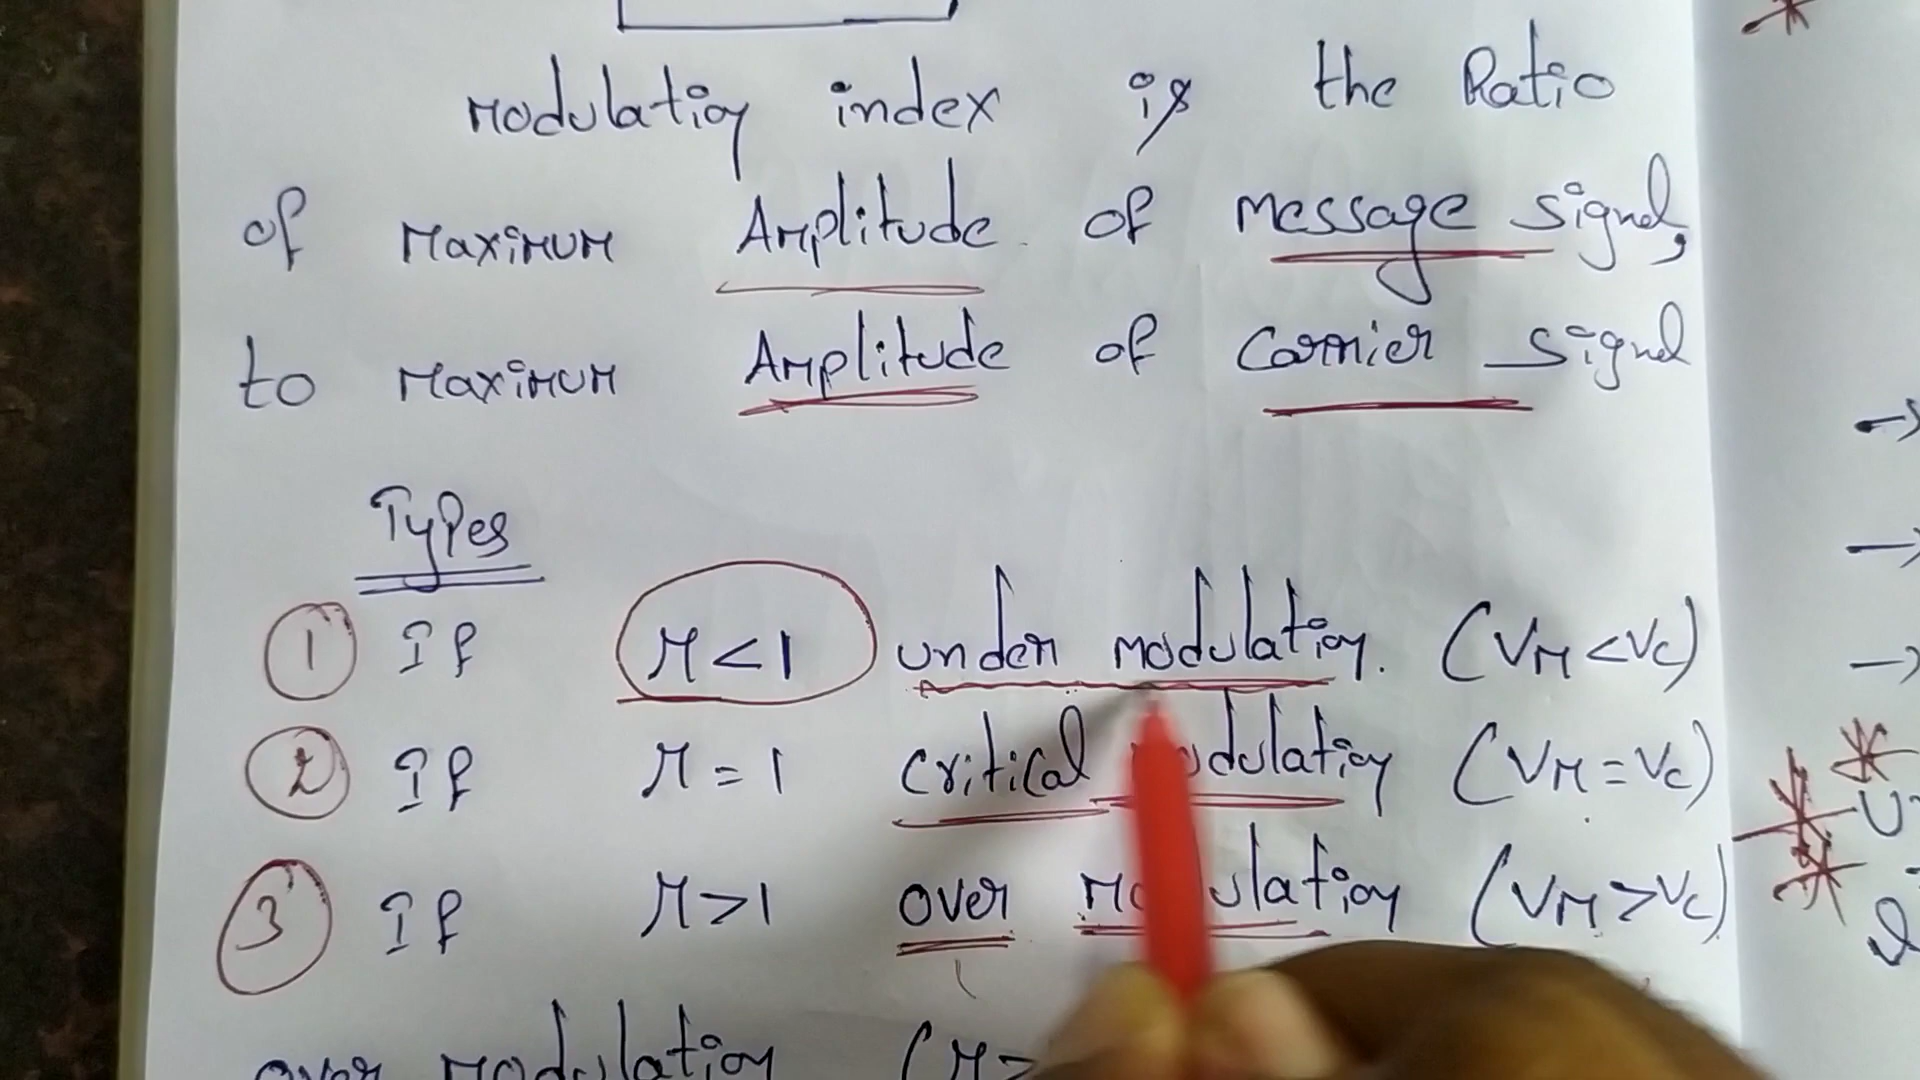 Modulation index is the Ratio
of Maximum Amplitude of message signal,
to Maximum Amplitude of Carrier signal
Types
1 If M<1 under modulation. (VM<VC)
2 If M=1 Critical modulation (VM=VC)
3 If M>1 over Modulation (VM>VC)
over modulation (M>